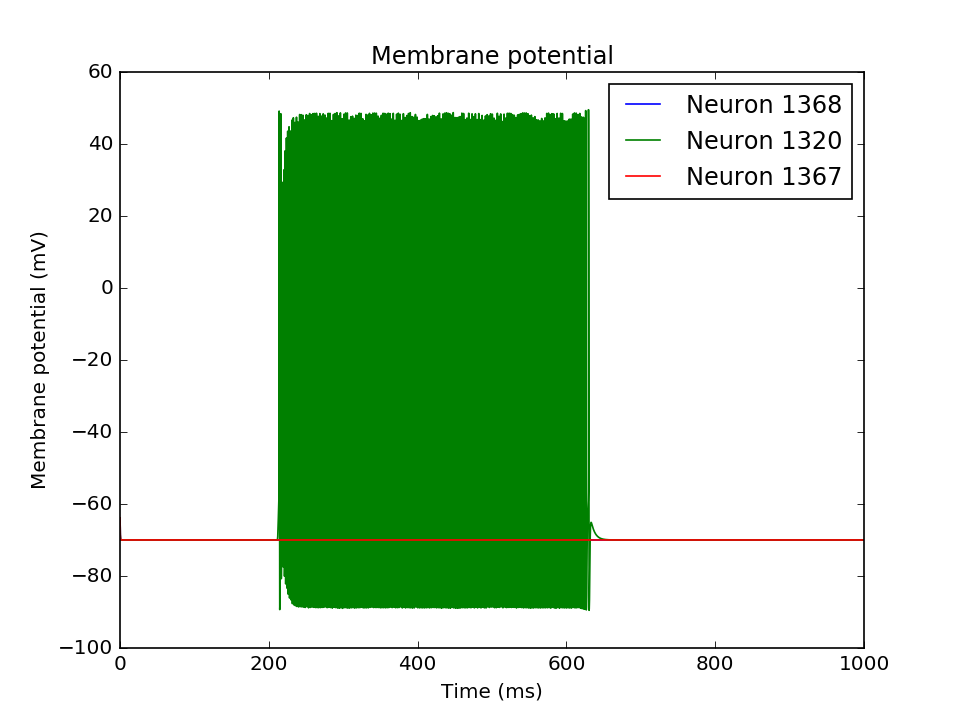 Membrane potential
60
40
20
0
−20
−40
−60
−80
−100
Membrane potential (mV)
Neuron 1368
Neuron 1320
Neuron 1367
0 200 400 600 800 1000
Time (ms)